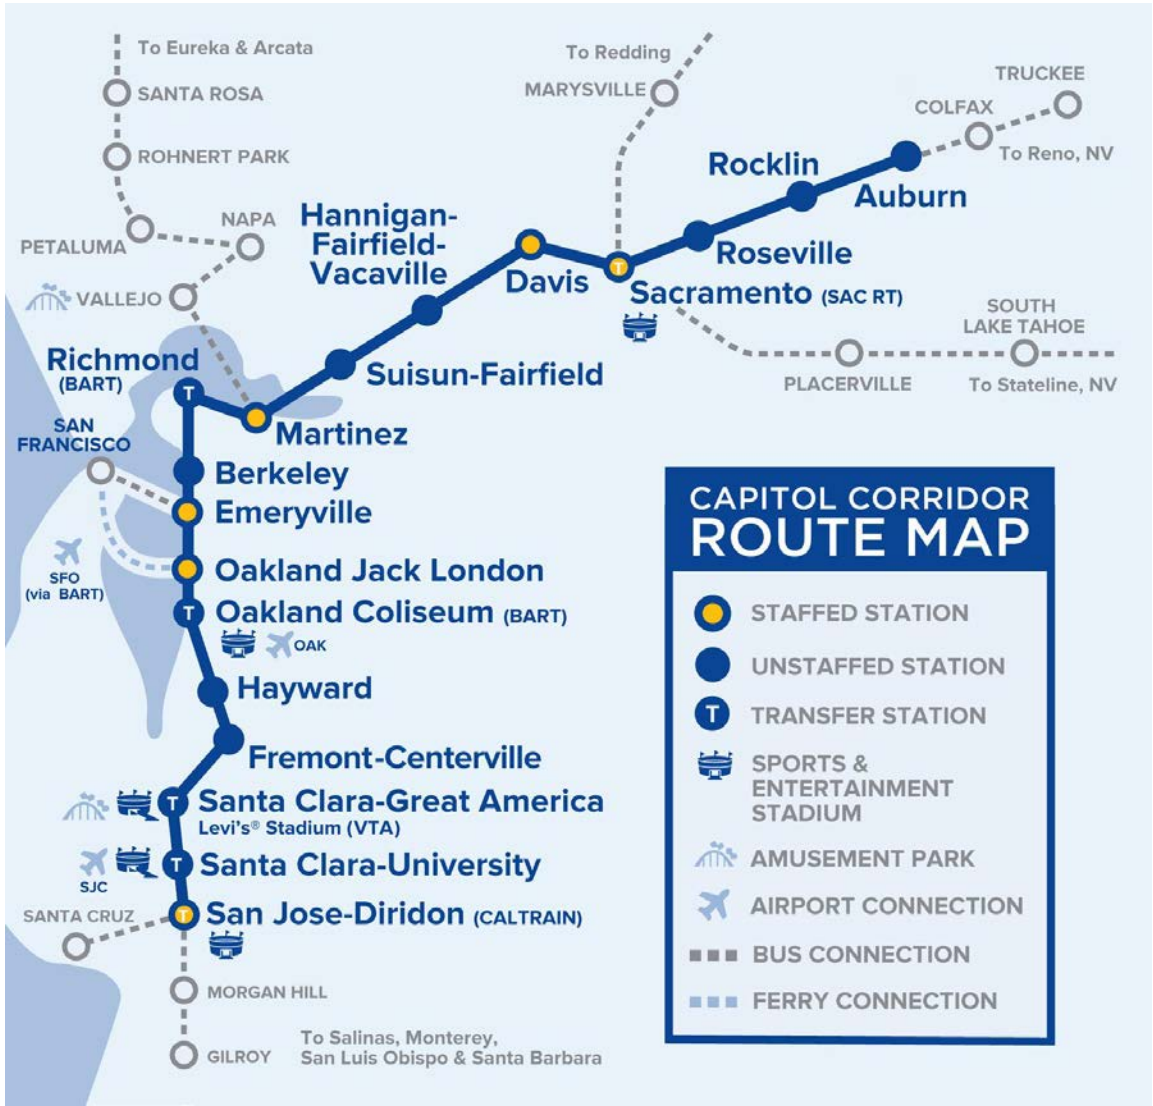 To Eureka & Arcata
SANTA ROSA
ROHNERT PARK
PETALUMA
NAPA
VALLEJO
To Redding
MARYSVILLE
TRUCKEE
COLFAX
To Reno, NV
Rocklin
Auburn
Roseville
Hannigan-
Fairfield-
Vacaville
Davis
T
Sacramento (SAC RT)
SOUTH
LAKE TAHOE
PLACERVILLE
To Stateline, NV
Suisun-Fairfield
Richmond
(BART)
T
Martinez
SAN
FRANCISCO
Berkeley
Emeryville
SFO
(via BART)
Oakland Jack London
T
Oakland Coliseum (BART)
OAK
Hayward
Fremont-Centerville
T
Santa Clara-Great America
Levi's® Stadium (VTA)
SJC
T
Santa Clara-University
SANTA CRUZ
T
San Jose-Diridon (CALTRAIN)
MORGAN HILL
GILROY
To Salinas, Monterey,
San Luis Obispo & Santa Barbara
CAPITOL CORRIDOR
ROUTE MAP
STAFFED STATION
UNSTAFFED STATION
T
TRANSFER STATION
SPORTS &
ENTERTAINMENT
STADIUM
AMUSEMENT PARK
AIRPORT CONNECTION
BUS CONNECTION
FERRY CONNECTION